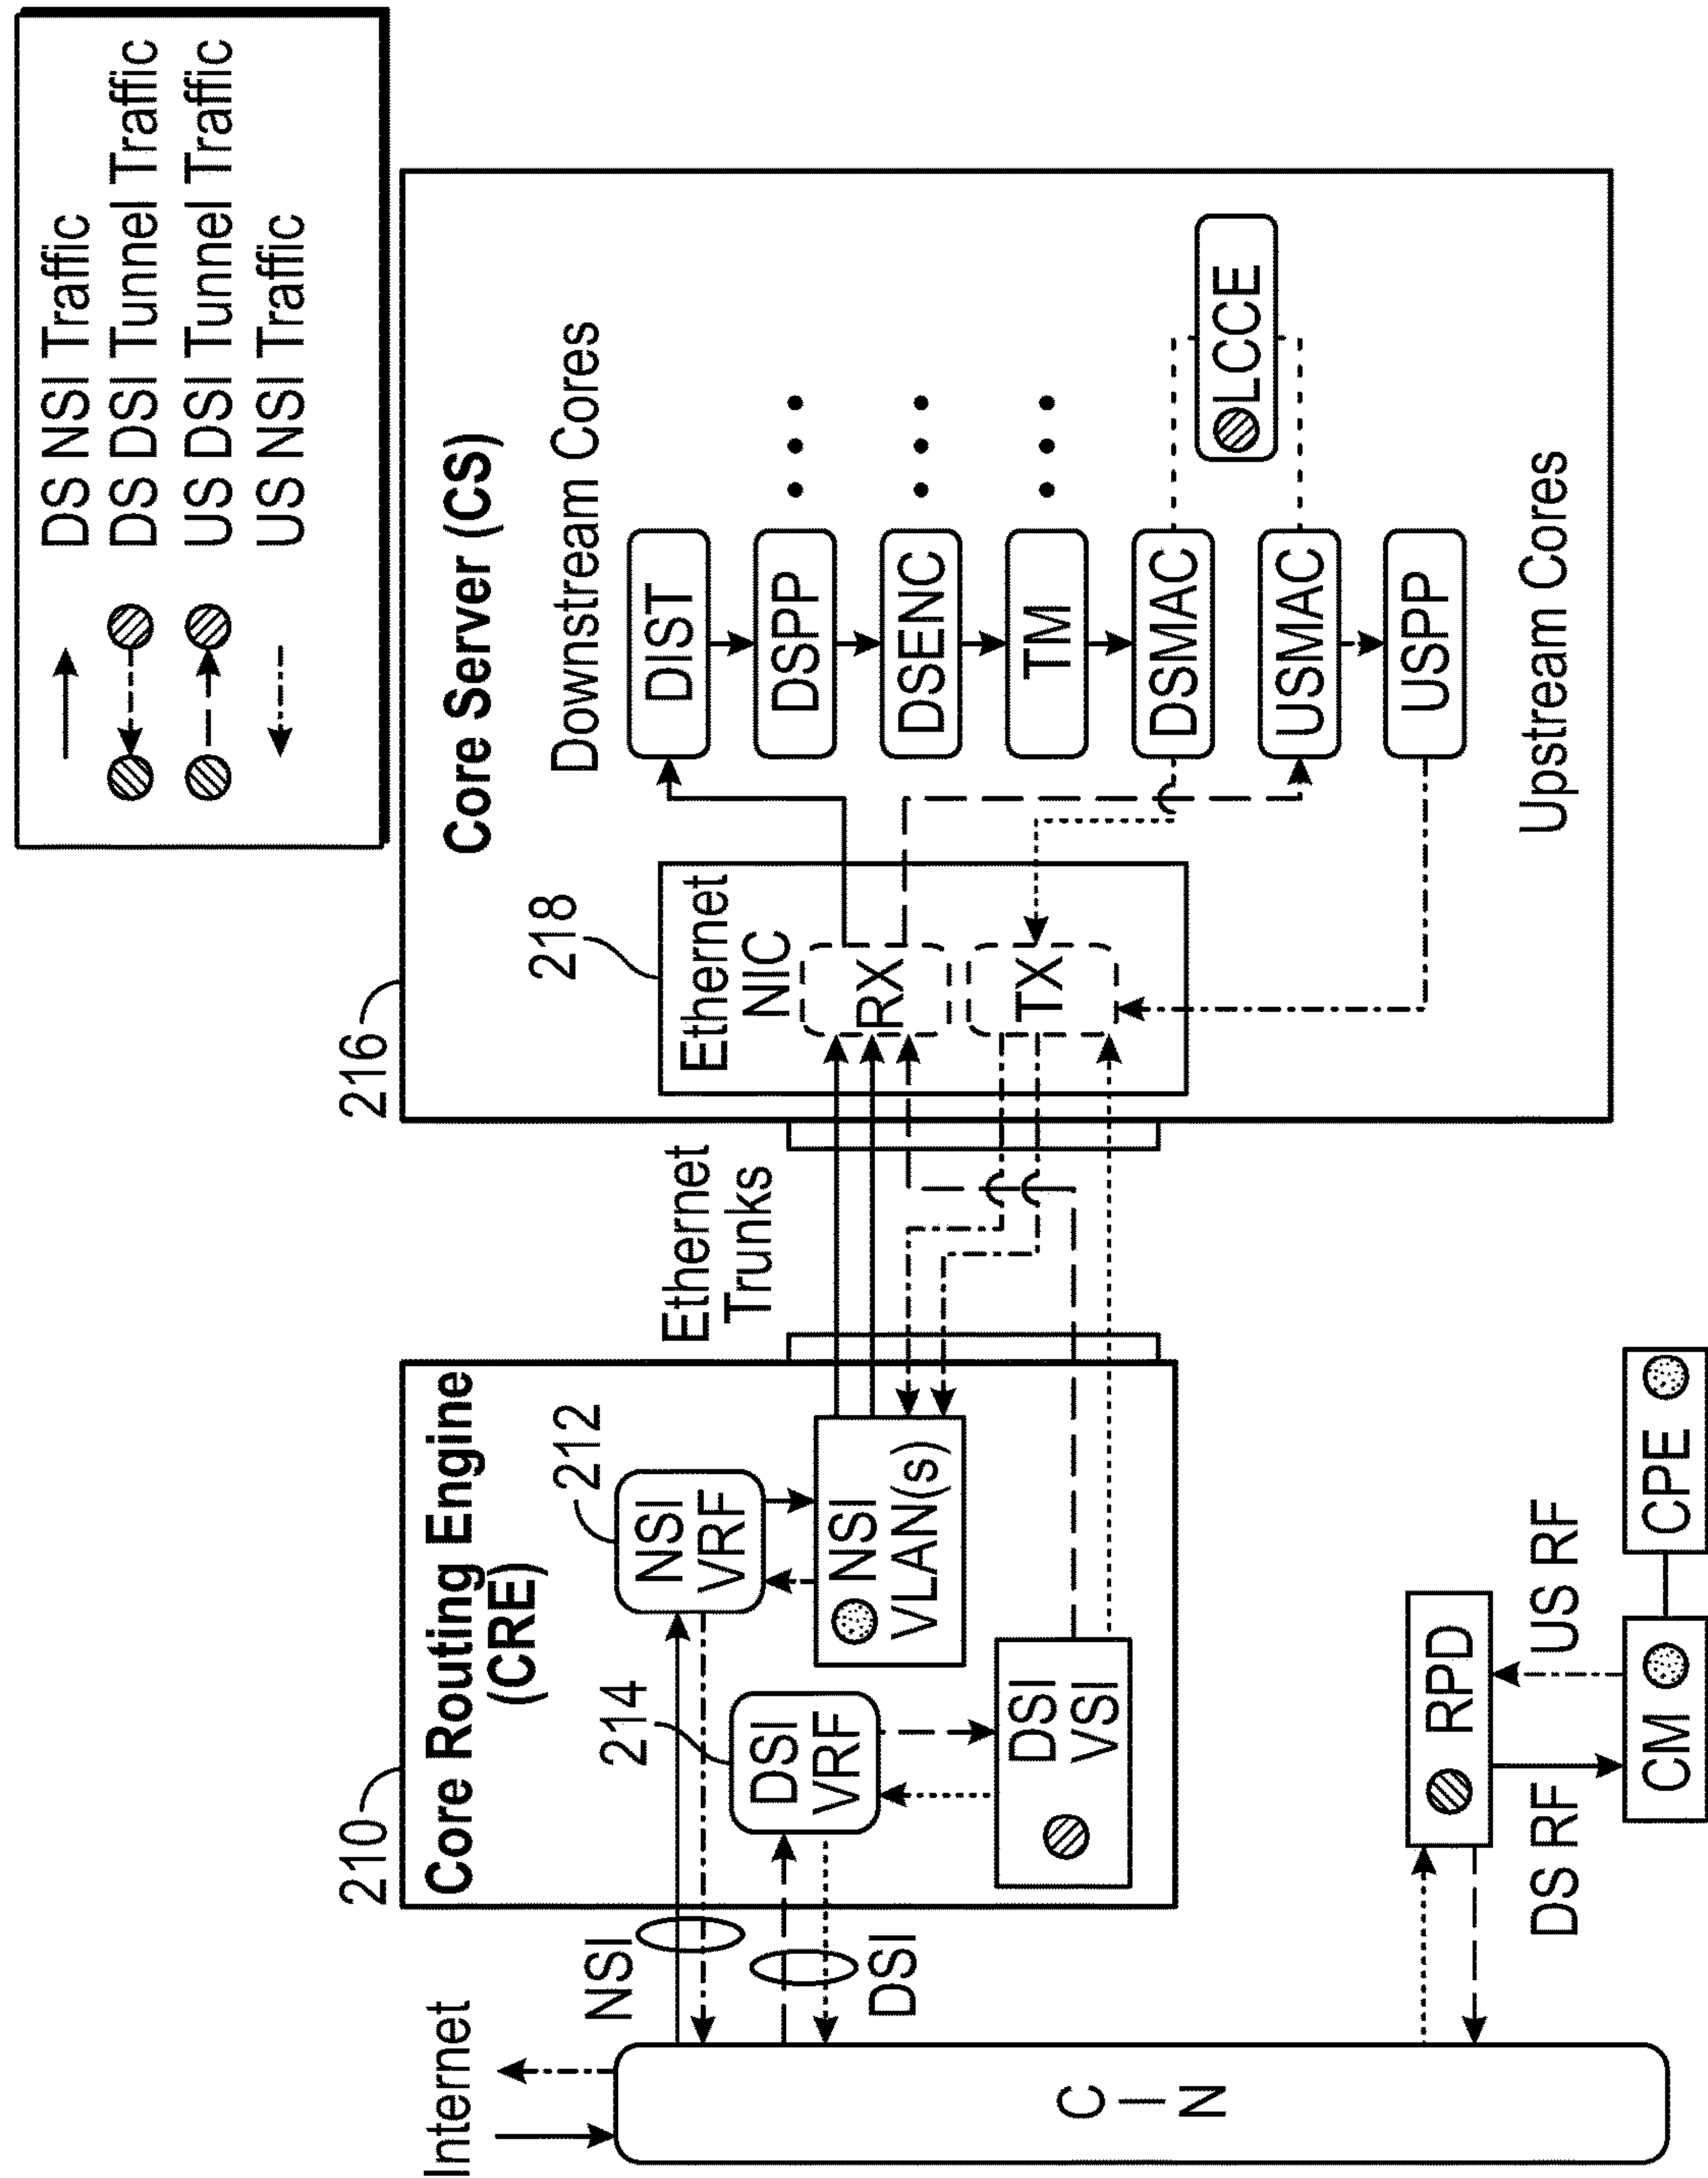 DS NSI Traffic
DS DSI Tunnel Traffic
US DSI Tunnel Traffic
US NSI Traffic
210
Core Routing Engine
(CRE)
212
NSI
VRF
214
DSI
VRF
NSI
VLAN(s)
DSI
VSI
Internet
NSI
DSI
C
I
N
Ethernet
Trunks
216
Core Server (CS)
218
Ethernet
NIC
RX
TX
Downstream Cores
DIST
DSPP
DSENC
TM
DSMAC
USMAC
USPP
LCCE
Upstream Cores
RPD
DS RF
US RF
CM
CPE